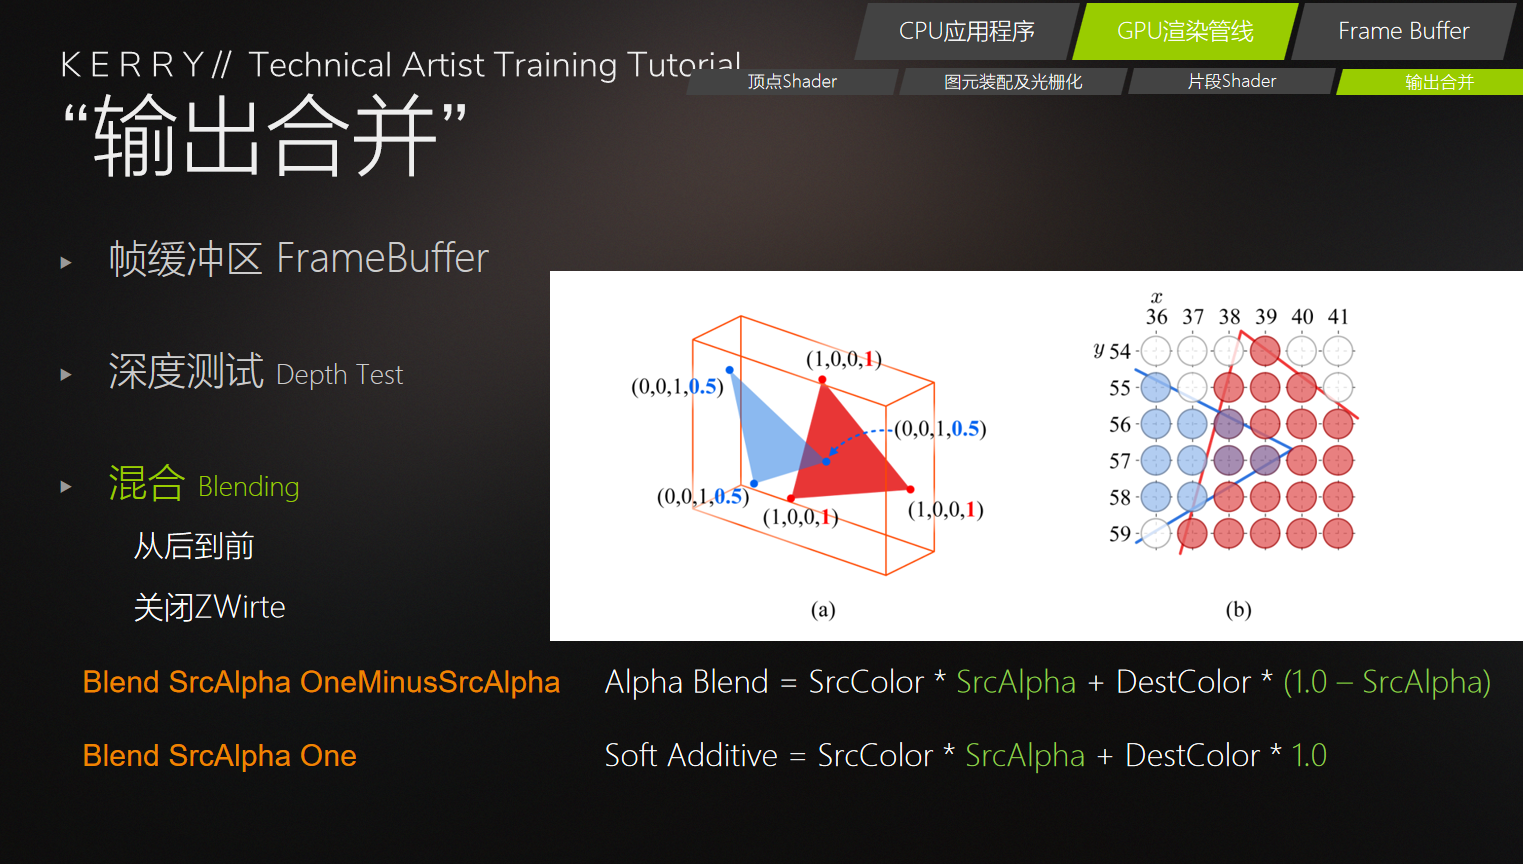 CPU应用程序 GPU渲染管线 Frame Buffer
KERRY// Technical Artist Training Tutorial
顶点Shader 图元装配及光栅化 片段Shader 输出合并
“输出合并”
帧缓冲区 FrameBuffer
深度测试 Depth Test
混合 Blending
从后到前
关闭ZWirte
(1,0,0,1)
(0,0,1,0.5)
(0,0,1,0.5)
(0,0,1,0.5)
(1,0,0,1)
(1,0,0,1)
(a)
x
36 37 38 39 40 41
y 54
55
56
57
58
59
(b)
Blend SrcAlpha OneMinusSrcAlpha Alpha Blend = SrcColor * SrcAlpha + DestColor * (1.0 – SrcAlpha)
Blend SrcAlpha One Soft Additive = SrcColor * SrcAlpha + DestColor * 1.0